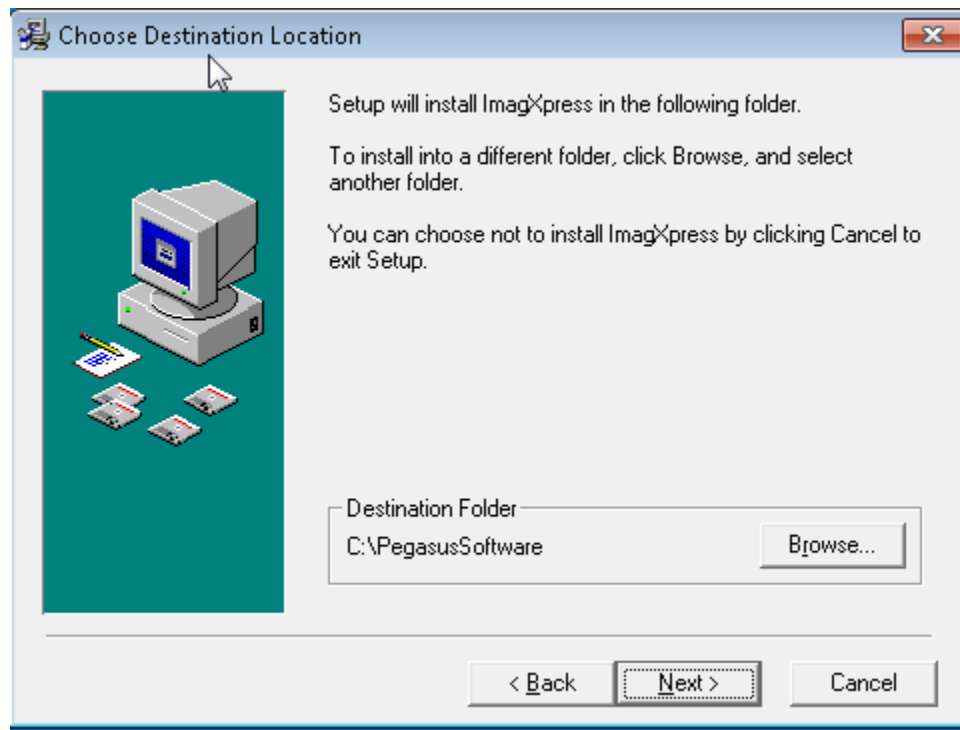 Choose Destination Location
Setup will install ImagXpress in the following folder.
To install into a different folder, click Browse, and select
another folder.
You can choose not to install ImagXpress by clicking Cancel to
exit Setup.
Destination Folder
C:\PegasusSoftware
Browse...
< Back
Next >
Cancel